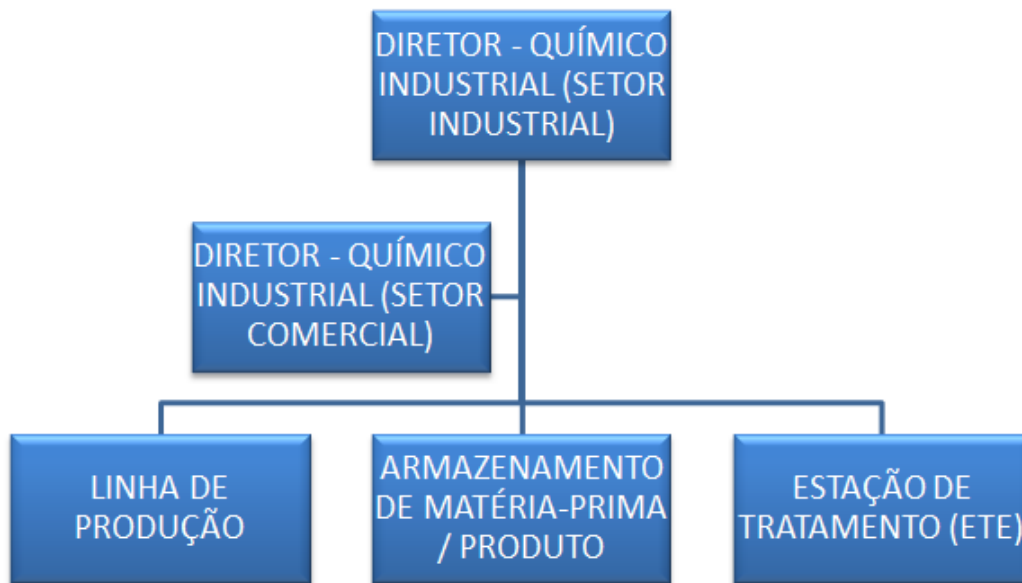 DIRETOR - QUÍMICO
INDUSTRIAL (SETOR
INDUSTRIAL)
DIRETOR - QUÍMICO
INDUSTRIAL (SETOR
COMERCIAL)
LINHA DE
PRODUÇÃO
ARMAZENAMENTO
DE MATÉRIA-PRIMA
/ PRODUTO
ESTAÇÃO DE
TRATAMENTO (ETE)